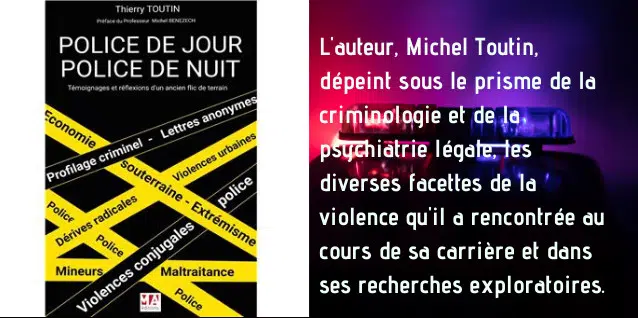 Thierry TOUTIN
Préface du Professeur Michel BENEZECH
POLICE DE JOUR
POLICE DE NUIT
Témoignages et réflexions d'un ancien flic de terrain
Economie
souterraine - Extrémisme
Profilage criminel - Lettres anonymes
Violences urbaines
Police
Dérives radicales
Police
police
Violences conjugales
Mineurs
Maltraitance
Police
MA
L'auteur, Michel Toutin,
dépeint sous le prisme de la
criminologie et de la
psychiatrie légale, les
diverses facettes de la
violence qu'il a rencontrée au
cours de sa carrière et dans
ses recherches exploratoires.